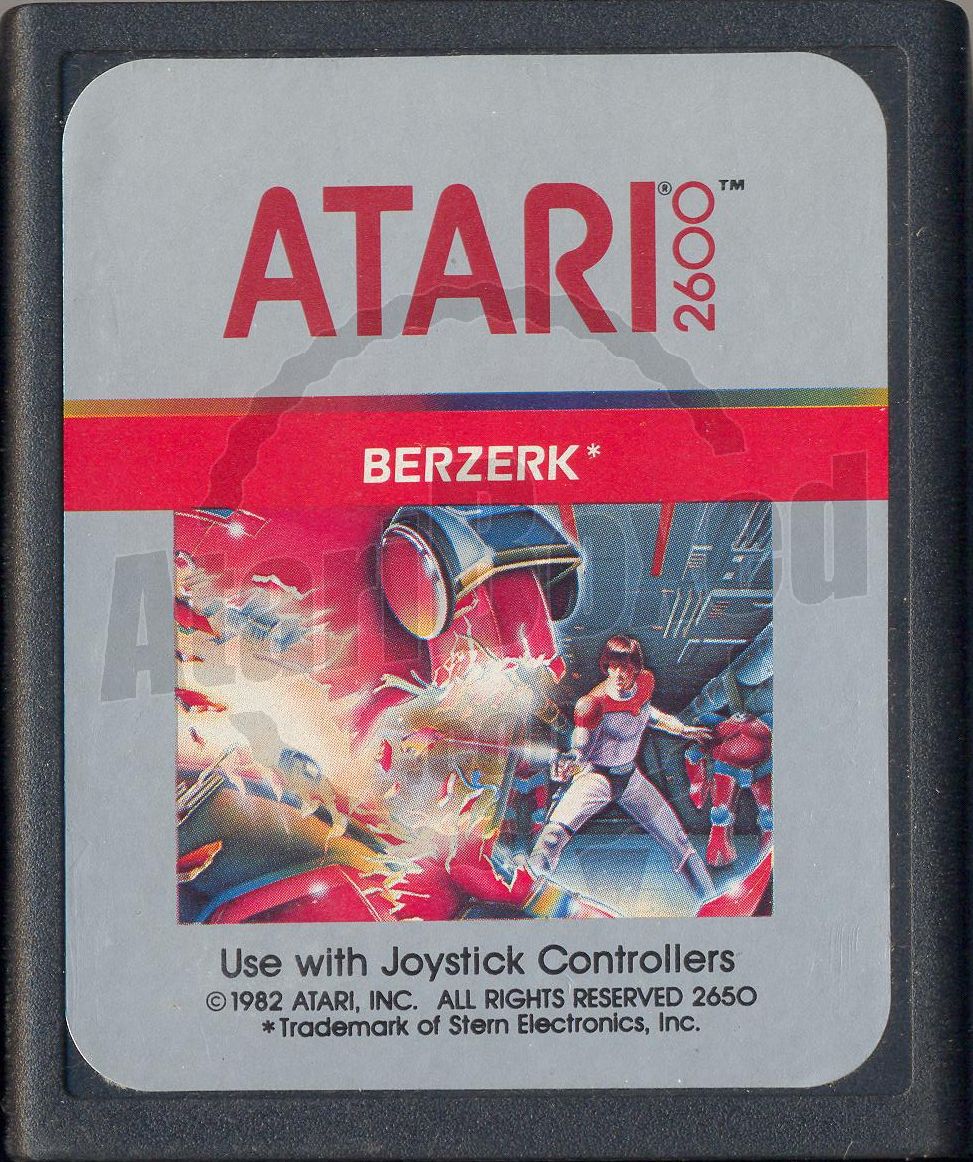 ATARI® 2600™
BERZERK*
Use with Joystick Controllers
©1982 ATARI, INC. ALL RIGHTS RESERVED 2650
*Trademark of Stern Electronics, Inc.